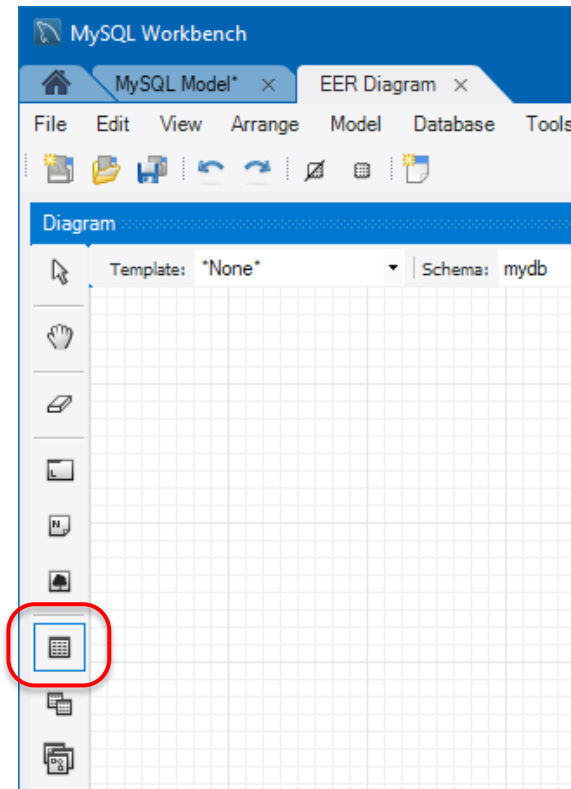 MySQL Workbench
MySQL Model* × EER Diagram ×
File Edit View Arrange Model Database Tools
Diagram
Template: *None* Schema: mydb
L
N